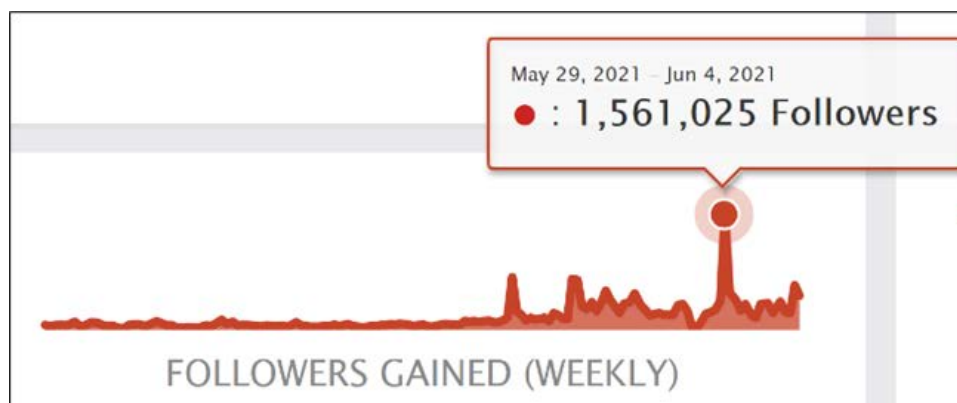 May 29, 2021 – Jun 4, 2021
: 1,561,025 Followers
FOLLOWERS GAINED (WEEKLY)